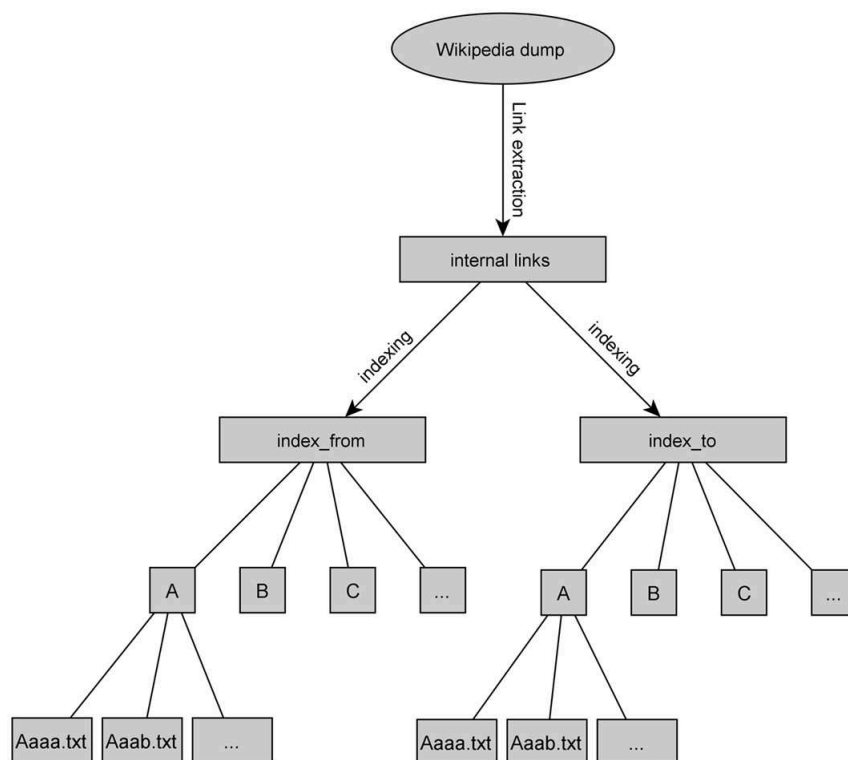 Wikipedia dump
Link extraction
internal links
indexing
indexing
index_from
index_to
A
B
C
...
A
B
C
...
Aaaa.txt
Aaab.txt
...
Aaaa.txt
Aaab.txt
...